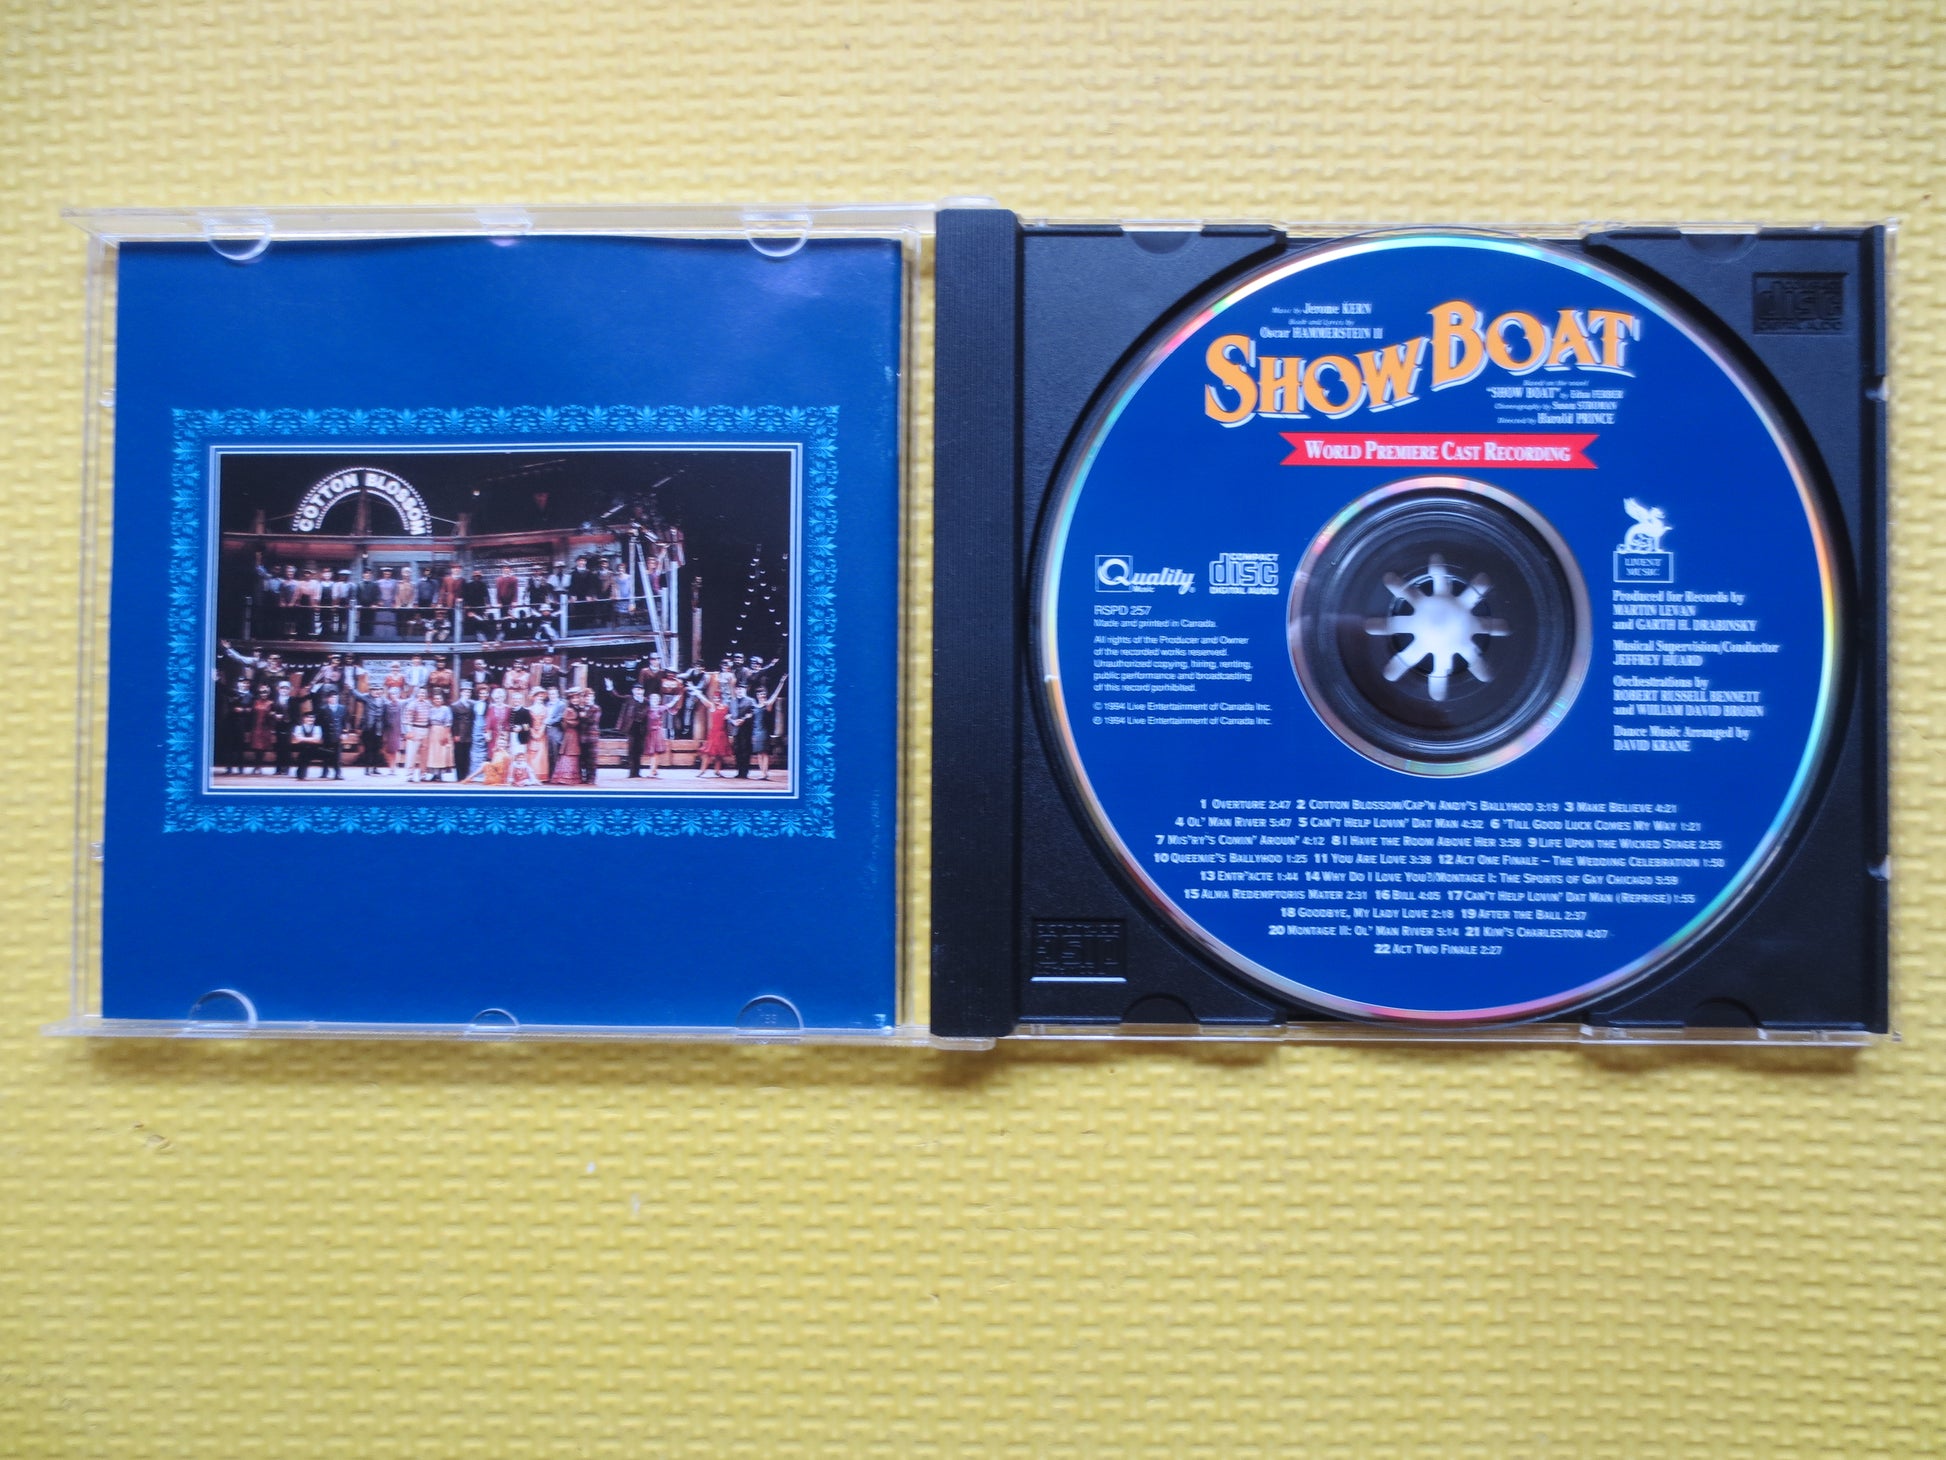 COTTON BLOSSOM
Music by Jerome KERN
Book and Lyrics by
Oscar HAMMERSTEIN II
SHOW BOAT
Based on the novel
"SHOW BOAT" by Edna FERBER
Choreography by Susan STROMAN
Directed by Harold PRINCE
WORLD PREMIERE CAST RECORDING
Quality
Music
COMPACT
disc
DIGITAL AUDIO
RSPD 257
Made and printed in Canada.
All rights of the Producer and Owner
of the recorded works reserved.
Unauthorized copying, hiring, renting,
public performance and broadcasting
of this record porhibited.
℗ 1994 Live Entertainment of Canada Inc.
© 1994 Live Entertainment of Canada Inc.
LIVENT
MUSIC
Produced for Records by
MARTIN LEVAN
and GARTH H. DRABINSKY
Musical Supervision/Conductor
JEFFREY HUARD
Orchestrations by
ROBERT RUSSELL BENNETT
and WILLIAM DAVID BROHN
Dance Music Arranged by
DAVID KRANE
1 OVERTURE 2:47 2 COTTON BLOSSOM/CAP'N ANDY'S BALLYHOO 3:19 3 MAKE BELIEVE 4:21
4 OL' MAN RIVER 5:47 5 CAN'T HELP LOVIN' DAT MAN 4:32 6 'TILL GOOD LUCK COMES MY WAY 1:21
7 MIS'RY'S COMIN' AROUN' 4:12 8 I HAVE THE ROOM ABOVE HER 3:58 9 LIFE UPON THE WICKED STAGE 2:55
10 QUEENIE'S BALLYHOO 1:25 11 YOU ARE LOVE 3:38 12 ACT ONE FINALE – THE WEDDING CELEBRATION 1:50
13 ENTR'ACTE 1:44 14 WHY DO I LOVE YOU?/MONTAGE I: THE SPORTS OF GAY CHICAGO 5:59
15 ALMA REDEMPTORIS MATER 2:31 16 BILL 4:05 17 CAN'T HELP LOVIN' DAT MAN (REPRISE) 1:55
18 GOODBYE, MY LADY LOVE 2:18 19 AFTER THE BALL 2:37
20 MONTAGE II: OL' MAN RIVER 5:14 21 KIM'S CHARLESTON 4:07
22 ACT TWO FINALE 2:27